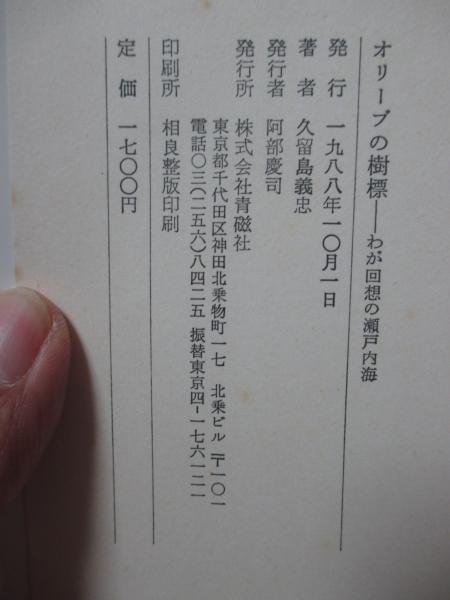 オリーブの樹標――わが回想の瀬戸内海
発行 一九八八年一〇月一日
著者 久留島義忠
発行者 阿部慶司
発行所 株式会社青磁社
東京都千代田区神田北乗物町一七 北乗ビル 〒一〇一
電話〇三(二五六)八四二五 振替東京四-一七六一二一
印刷所 相良整版印刷
定価 一七〇〇円